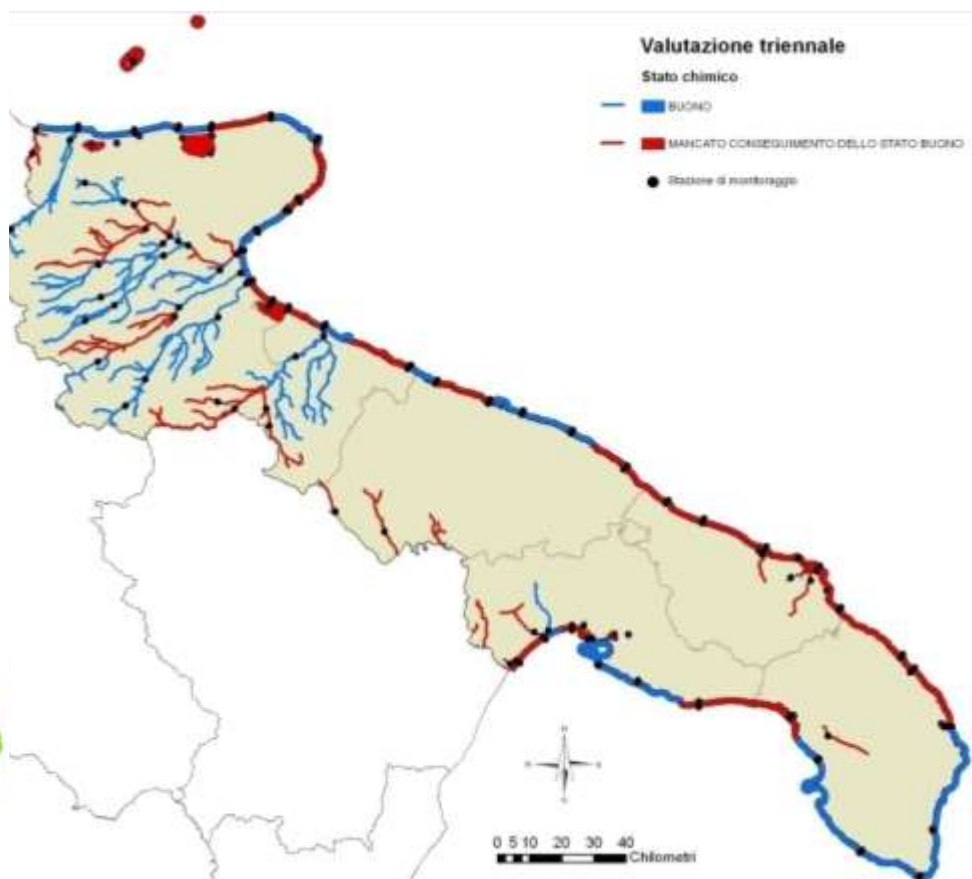 Valutazione triennale
Stato chimico
BUONO
MANCATO CONSEGUIMENTO DELLO STATO BUONO
Stazione di monitoraggio
0 5 10 20 30 40
Chilometri